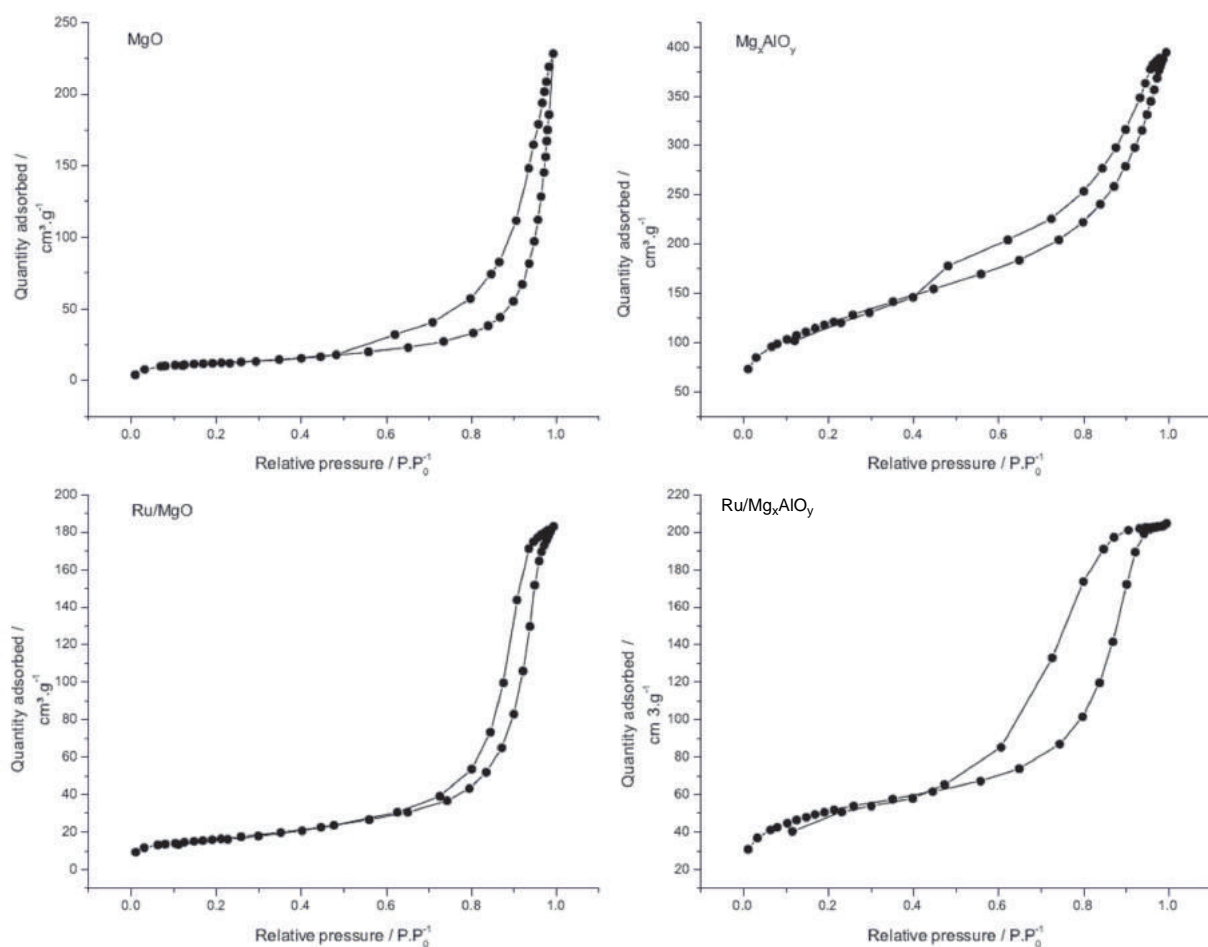 MgO
250
200
150
100
50
0
Quantity adsorbed /
cm³.g⁻¹
0.0 0.2 0.4 0.6 0.8 1.0
Relative pressure / P.P₀⁻¹
MgₓAlOᵧ
400
350
300
250
200
150
100
50
Quantity adsorbed /
cm³.g⁻¹
0.0 0.2 0.4 0.6 0.8 1.0
Relative pressure / P.P₀⁻¹
Ru/MgO
200
180
160
140
120
100
80
60
40
20
0
Quantity adsorbed /
cm³.g⁻¹
0.0 0.2 0.4 0.6 0.8 1.0
Relative pressure / P.P₀⁻¹
Ru/MgₓAlOᵧ
220
200
180
160
140
120
100
80
60
40
20
Quantity adsorbed /
cm 3.g⁻¹
0.0 0.2 0.4 0.6 0.8 1.0
Relative pressure / P.P₀⁻¹